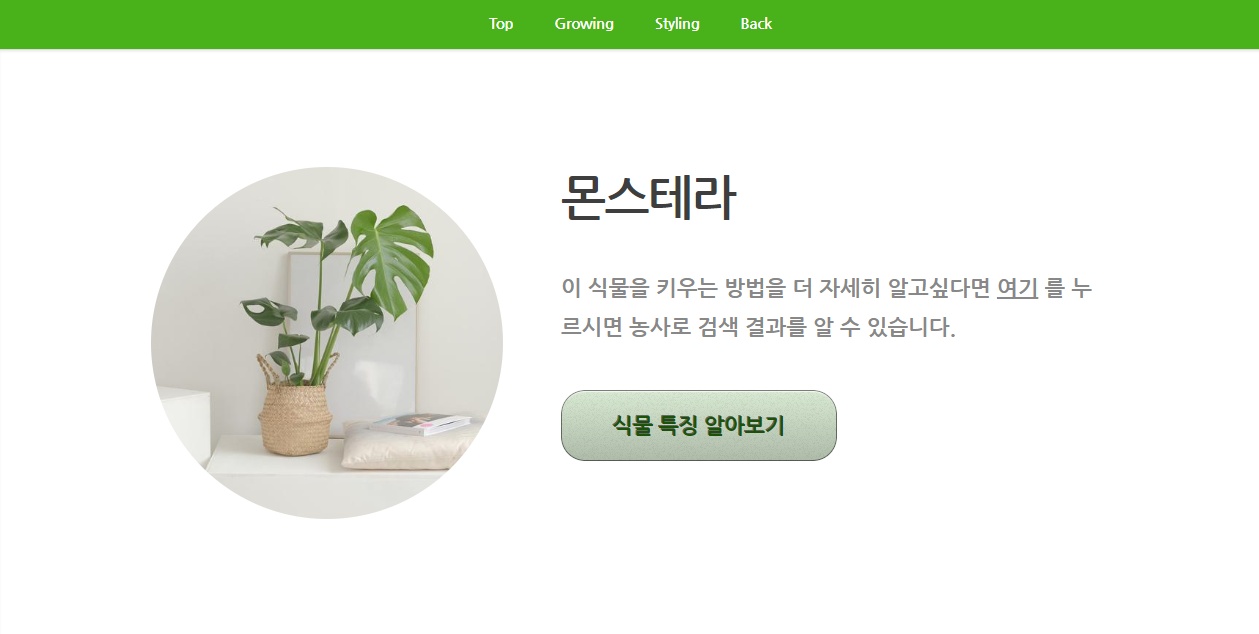 Top Growing Styling Back
몬스테라
이 식물을 키우는 방법을 더 자세히 알고싶다면 여기 를 누
르시면 농사로 검색 결과를 알 수 있습니다.
식물 특징 알아보기